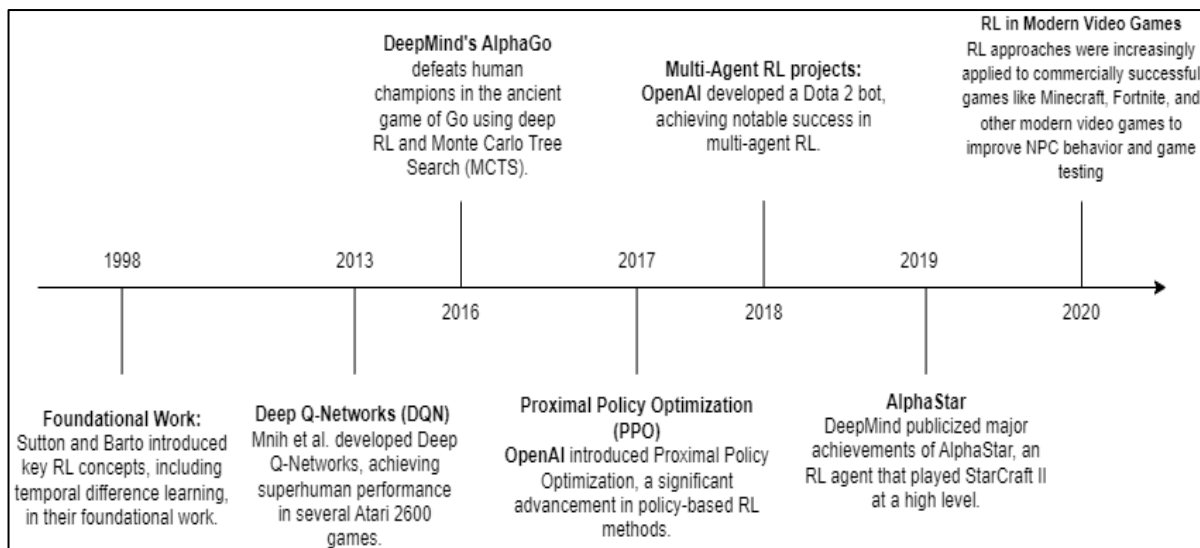 DeepMind's AlphaGo
defeats human
champions in the ancient
game of Go using deep
RL and Monte Carlo Tree
Search (MCTS).
Multi-Agent RL projects:
OpenAI developed a Dota 2 bot,
achieving notable success in
multi-agent RL.
RL in Modern Video Games
RL approaches were increasingly
applied to commercially successful
games like Minecraft, Fortnite, and
other modern video games to
improve NPC behavior and game
testing
1998
2013
2017
2019
2016
2018
2020
Foundational Work:
Sutton and Barto introduced
key RL concepts, including
temporal difference learning,
in their foundational work.
Deep Q-Networks (DQN)
Mnih et al. developed Deep
Q-Networks, achieving
superhuman performance
in several Atari 2600
games.
Proximal Policy Optimization
(PPO)
OpenAI introduced Proximal Policy
Optimization, a significant
advancement in policy-based RL
methods.
AlphaStar
DeepMind publicized major
achievements of AlphaStar, an
RL agent that played StarCraft II
at a high level.